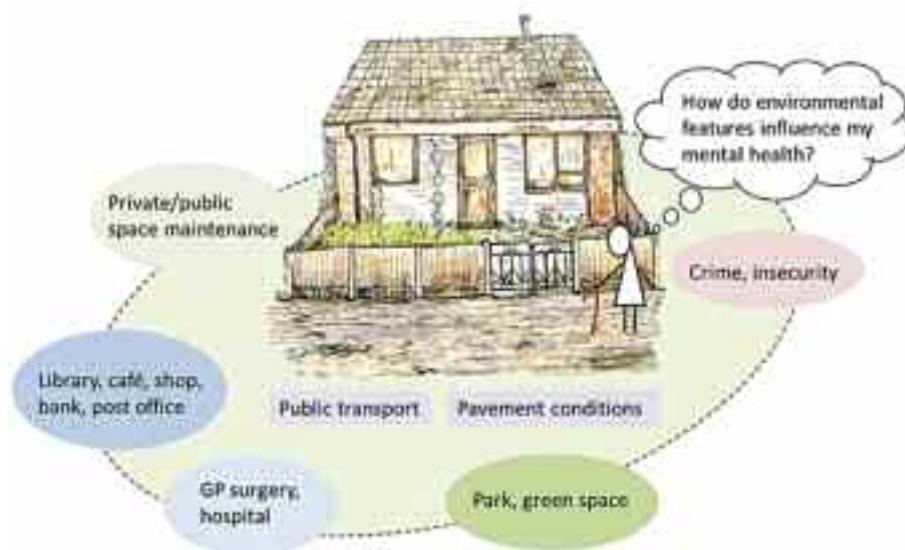 How do environmental
features influence my
mental health?
Private/public
space maintenance
Crime, insecurity
Library, café, shop,
bank, post office
Public transport
Pavement conditions
GP surgery,
hospital
Park, green space